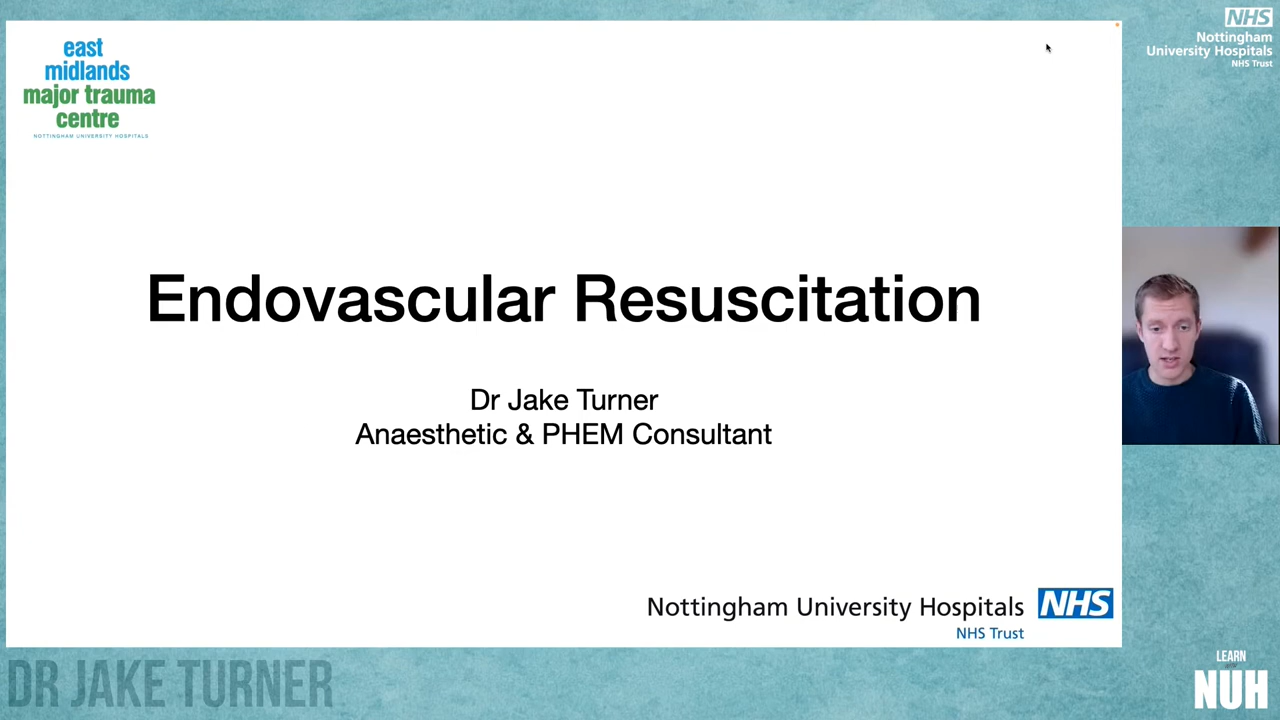 east
midlands
major trauma
centre
NOTTINGHAM UNIVERSITY HOSPITALS
NHS
Nottingham
University Hospitals
NHS Trust
Endovascular Resuscitation
Dr Jake Turner
Anaesthetic & PHEM Consultant
Nottingham University Hospitals
NHS
NHS Trust
DR JAKE TURNER
LEARN
NUH